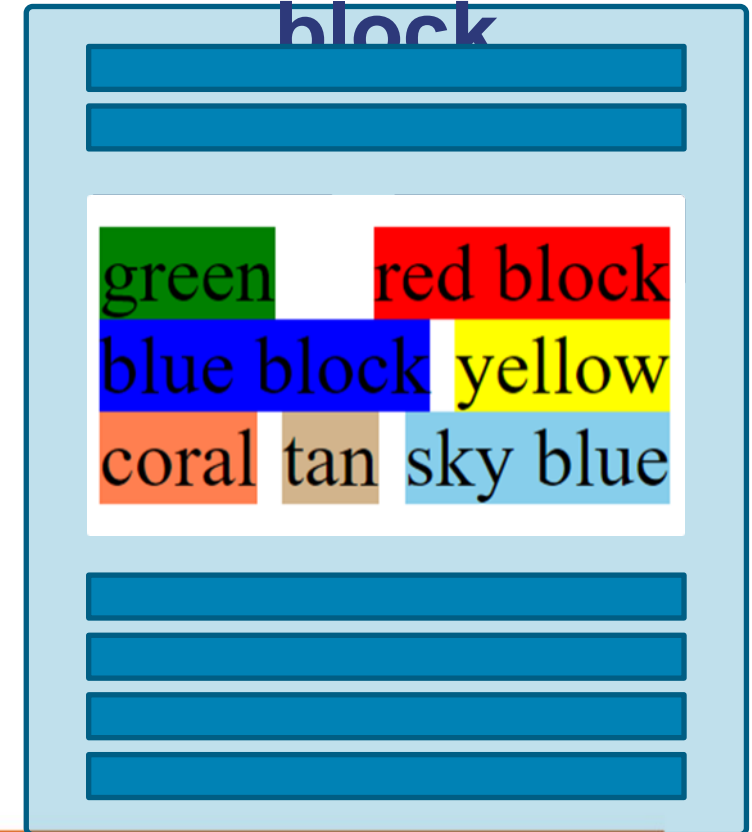 block
green red block
blue block yellow
coral tan sky blue